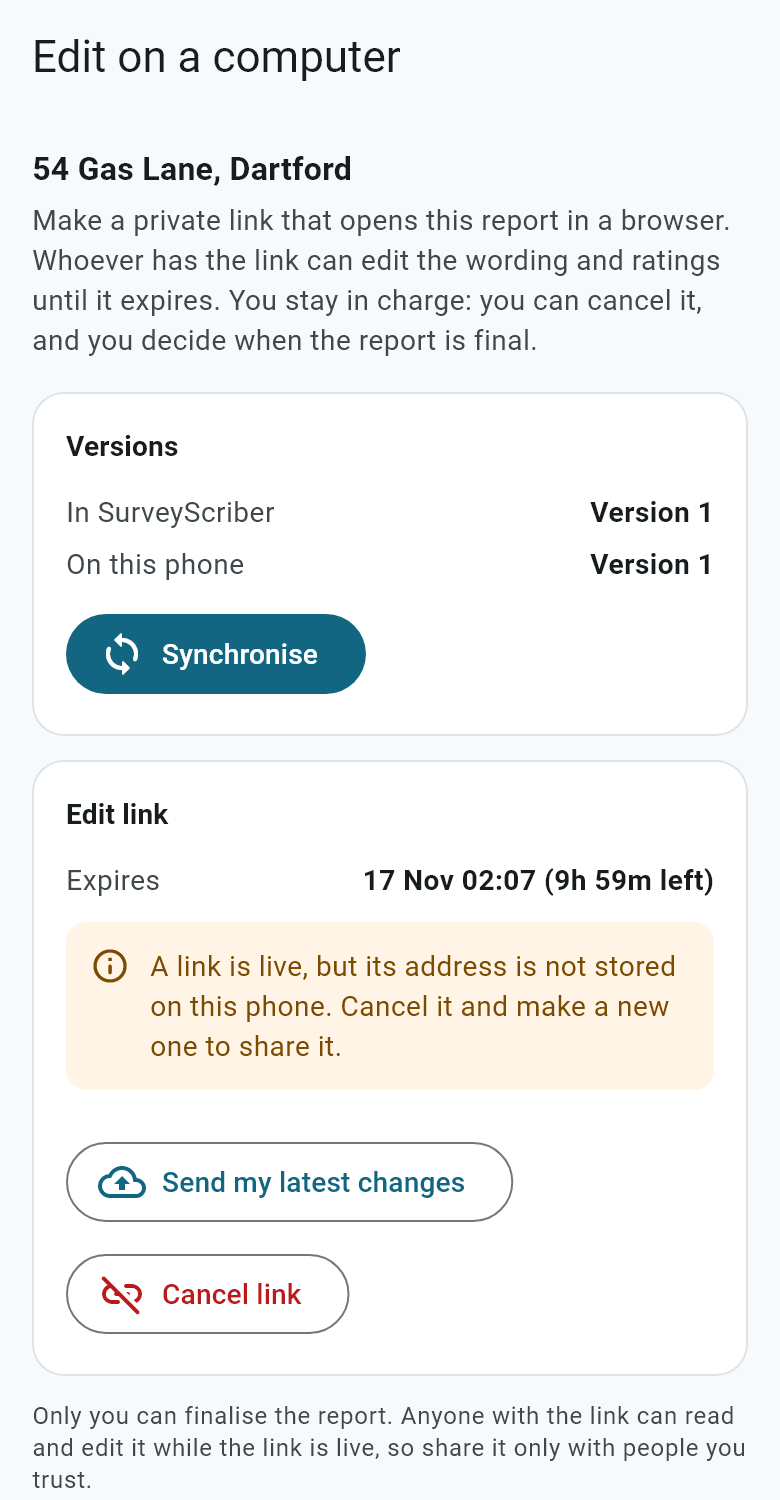 Edit on a computer
54 Gas Lane, Dartford
Make a private link that opens this report in a browser.
Whoever has the link can edit the wording and ratings
until it expires. You stay in charge: you can cancel it,
and you decide when the report is final.
Versions
In SurveyScriber Version 1
On this phone Version 1
Synchronise
Edit link
Expires 17 Nov 02:07 (9h 59m left)
A link is live, but its address is not stored
on this phone. Cancel it and make a new
one to share it.
Send my latest changes
Cancel link
Only you can finalise the report. Anyone with the link can read
and edit it while the link is live, so share it only with people you
trust.